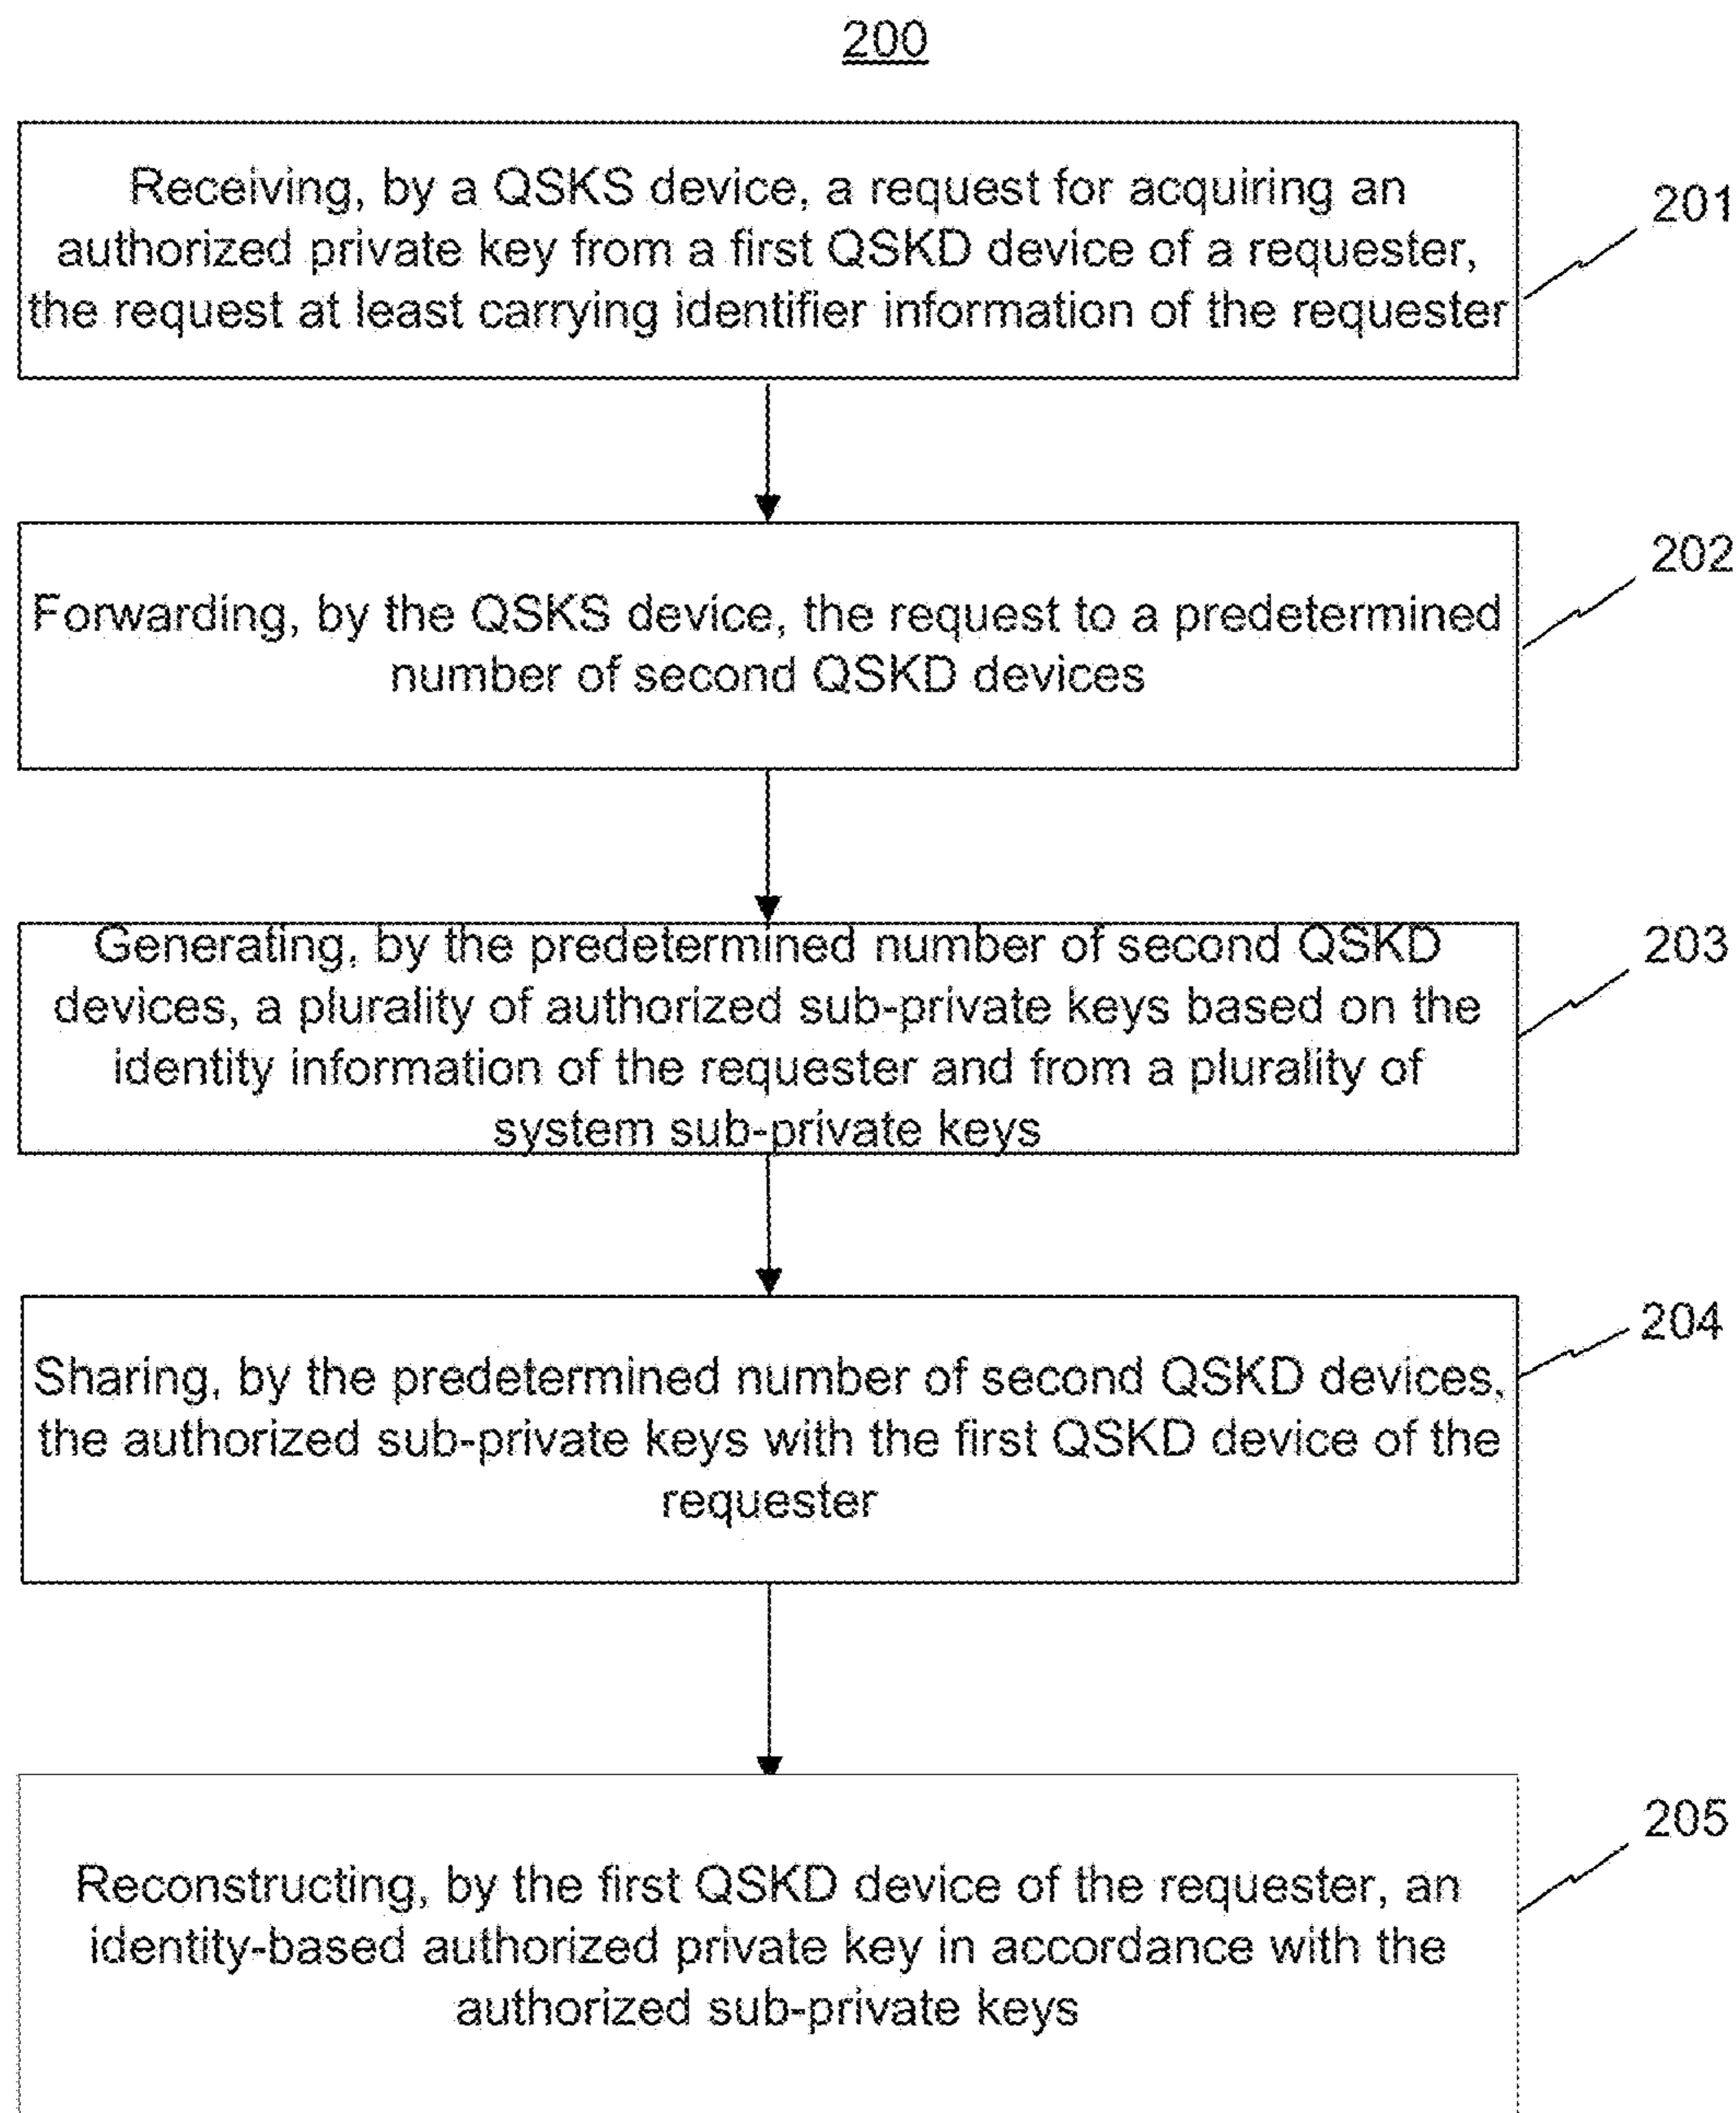 200
Receiving, by a QSKS device, a request for acquiring an
authorized private key from a first QSKD device of a requester,
the request at least carrying identifier information of the requester
201
Forwarding, by the QSKS device, the request to a predetermined
number of second QSKD devices
202
Generating, by the predetermined number of second QSKD
devices, a plurality of authorized sub-private keys based on the
identity information of the requester and from a plurality of
system sub-private keys
203
Sharing, by the predetermined number of second QSKD devices,
the authorized sub-private keys with the first QSKD device of the
requester
204
Reconstructing, by the first QSKD device of the requester, an
identity-based authorized private key in accordance with the
authorized sub-private keys
205